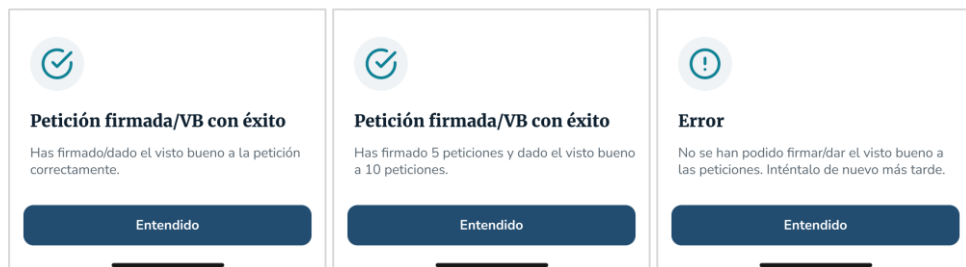 Petición firmada/VB con éxito
Has firmado/dado el visto bueno a la petición
correctamente.
Entendido
Petición firmada/VB con éxito
Has firmado 5 peticiones y dado el visto bueno
a 10 peticiones.
Entendido
Error
No se han podido firmar/dar el visto bueno a
las peticiones. Inténtalo de nuevo más tarde.
Entendido